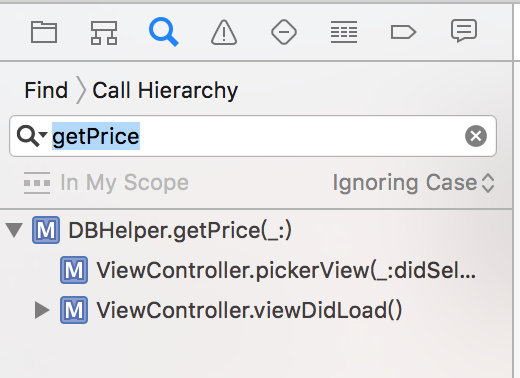 Find Call Hierarchy
getPrice
In My Scope Ignoring Case
M DBHelper.getPrice(_:)
M ViewController.pickerView(_:didSel...
M ViewController.viewDidLoad()